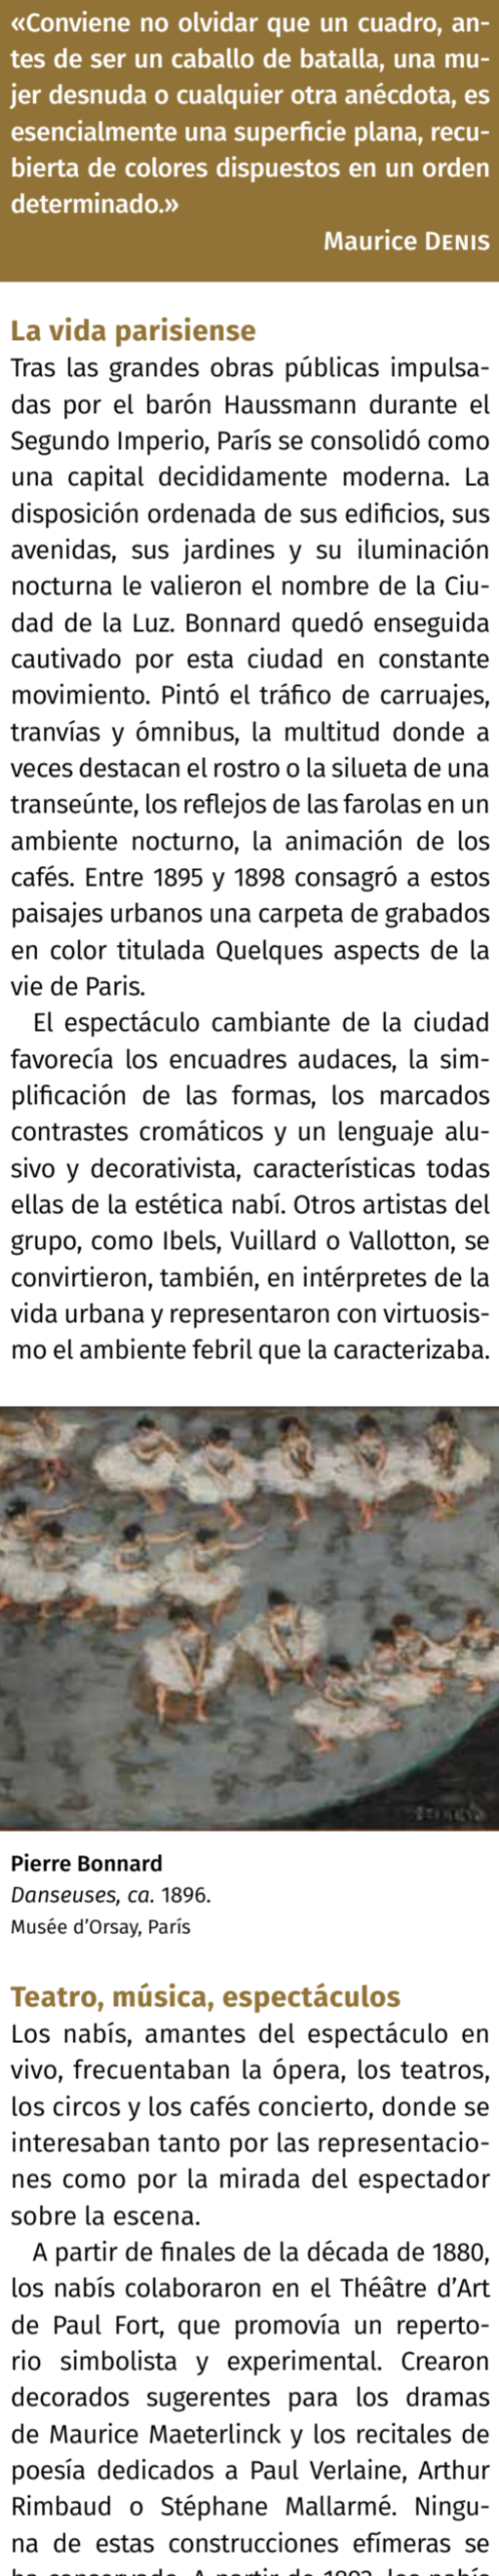 «Conviene no olvidar que un cuadro, an-
tes de ser un caballo de batalla, una mu-
jer desnuda o cualquier otra anécdota, es
esencialmente una superficie plana, recu-
bierta de colores dispuestos en un orden
determinado.»
Maurice DENIS
La vida parisiense
Tras las grandes obras públicas impulsa-
das por el barón Haussmann durante el
Segundo Imperio, París se consolidó como
una capital decididamente moderna. La
disposición ordenada de sus edificios, sus
avenidas, sus jardines y su iluminación
nocturna le valieron el nombre de la Ciu-
dad de la Luz. Bonnard quedó enseguida
cautivado por esta ciudad en constante
movimiento. Pintó el tráfico de carruajes,
tranvías y ómnibus, la multitud donde a
veces destacan el rostro o la silueta de una
transeúnte, los reflejos de las farolas en un
ambiente nocturno, la animación de los
cafés. Entre 1895 y 1898 consagró a estos
paisajes urbanos una carpeta de grabados
en color titulada Quelques aspects de la
vie de Paris.
El espectáculo cambiante de la ciudad
favorecía los encuadres audaces, la sim-
plificación de las formas, los marcados
contrastes cromáticos y un lenguaje alu-
sivo y decorativista, características todas
ellas de la estética nabí. Otros artistas del
grupo, como Ibels, Vuillard o Vallotton, se
convirtieron, también, en intérpretes de la
vida urbana y representaron con virtuosis-
mo el ambiente febril que la caracterizaba.
Pierre Bonnard
Danseuses, ca. 1896.
Musée d'Orsay, París
Teatro, música, espectáculos
Los nabís, amantes del espectáculo en
vivo, frecuentaban la ópera, los teatros,
los circos y los cafés concierto, donde se
interesaban tanto por las representacio-
nes como por la mirada del espectador
sobre la escena.
A partir de finales de la década de 1880,
los nabís colaboraron en el Théâtre d'Art
de Paul Fort, que promovía un reperto-
rio simbolista y experimental. Crearon
decorados sugerentes para los dramas
de Maurice Maeterlinck y los recitales de
poesía dedicados a Paul Verlaine, Arthur
Rimbaud o Stéphane Mallarmé. Ningu-
na de estas construcciones efímeras se